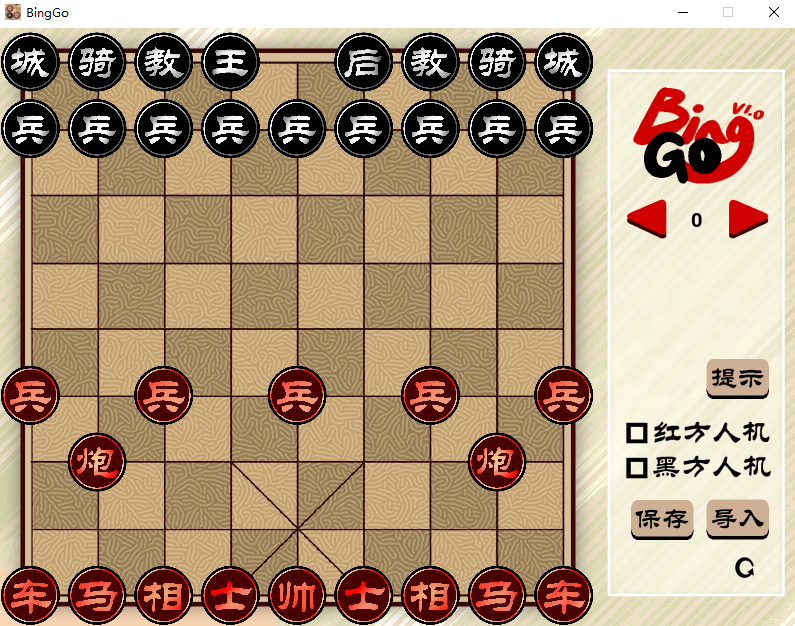 BingGo
城 骑 教 王 后 教 骑 城
兵 兵 兵 兵 兵 兵 兵 兵 兵
兵 兵 兵 兵 兵
炮 炮
车 马 相 士 帅 士 相 马 车
BingGO V1.0
0
提示
红方人机
黑方人机
保存 导入